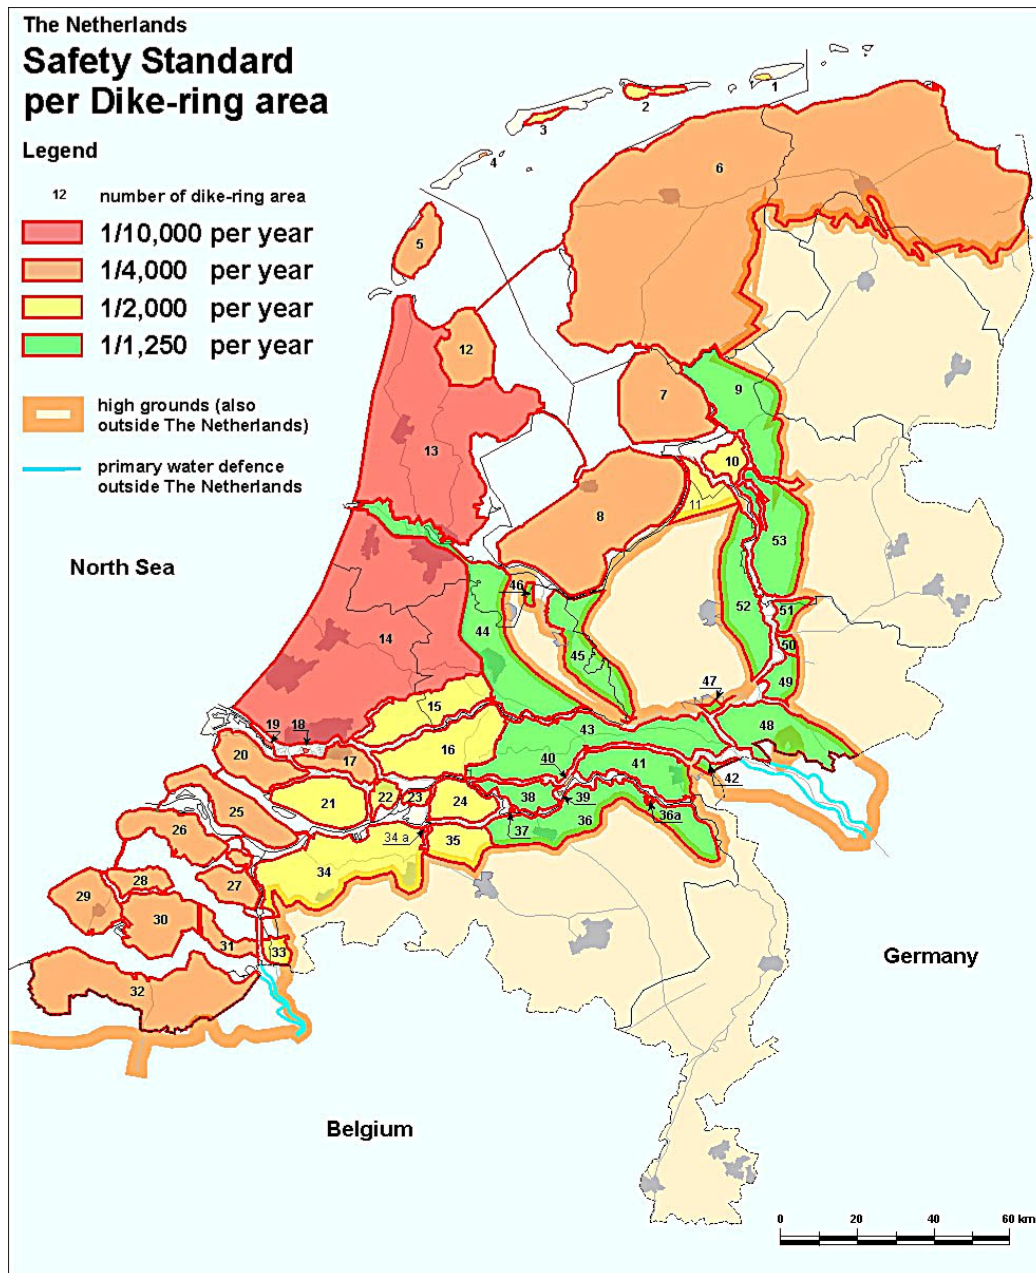 The Netherlands
Safety Standard
per Dike-ring area
Legend
12 number of dike-ring area
1/10,000 per year
1/4,000 per year
1/2,000 per year
1/1,250 per year
high grounds (also
outside The Netherlands)
primary water defence
outside The Netherlands
North Sea
Germany
Belgium
1
2
3
4
5
6
7
8
9
10
11
12
13
14
15
16
17
18
19
20
21
22
23
24
25
26
27
28
29
30
31
32
33
34
34 a
35
36
36a
37
38
39
40
41
42
43
44
45
46
47
48
49
50
51
52
53
0 20 40 60 km